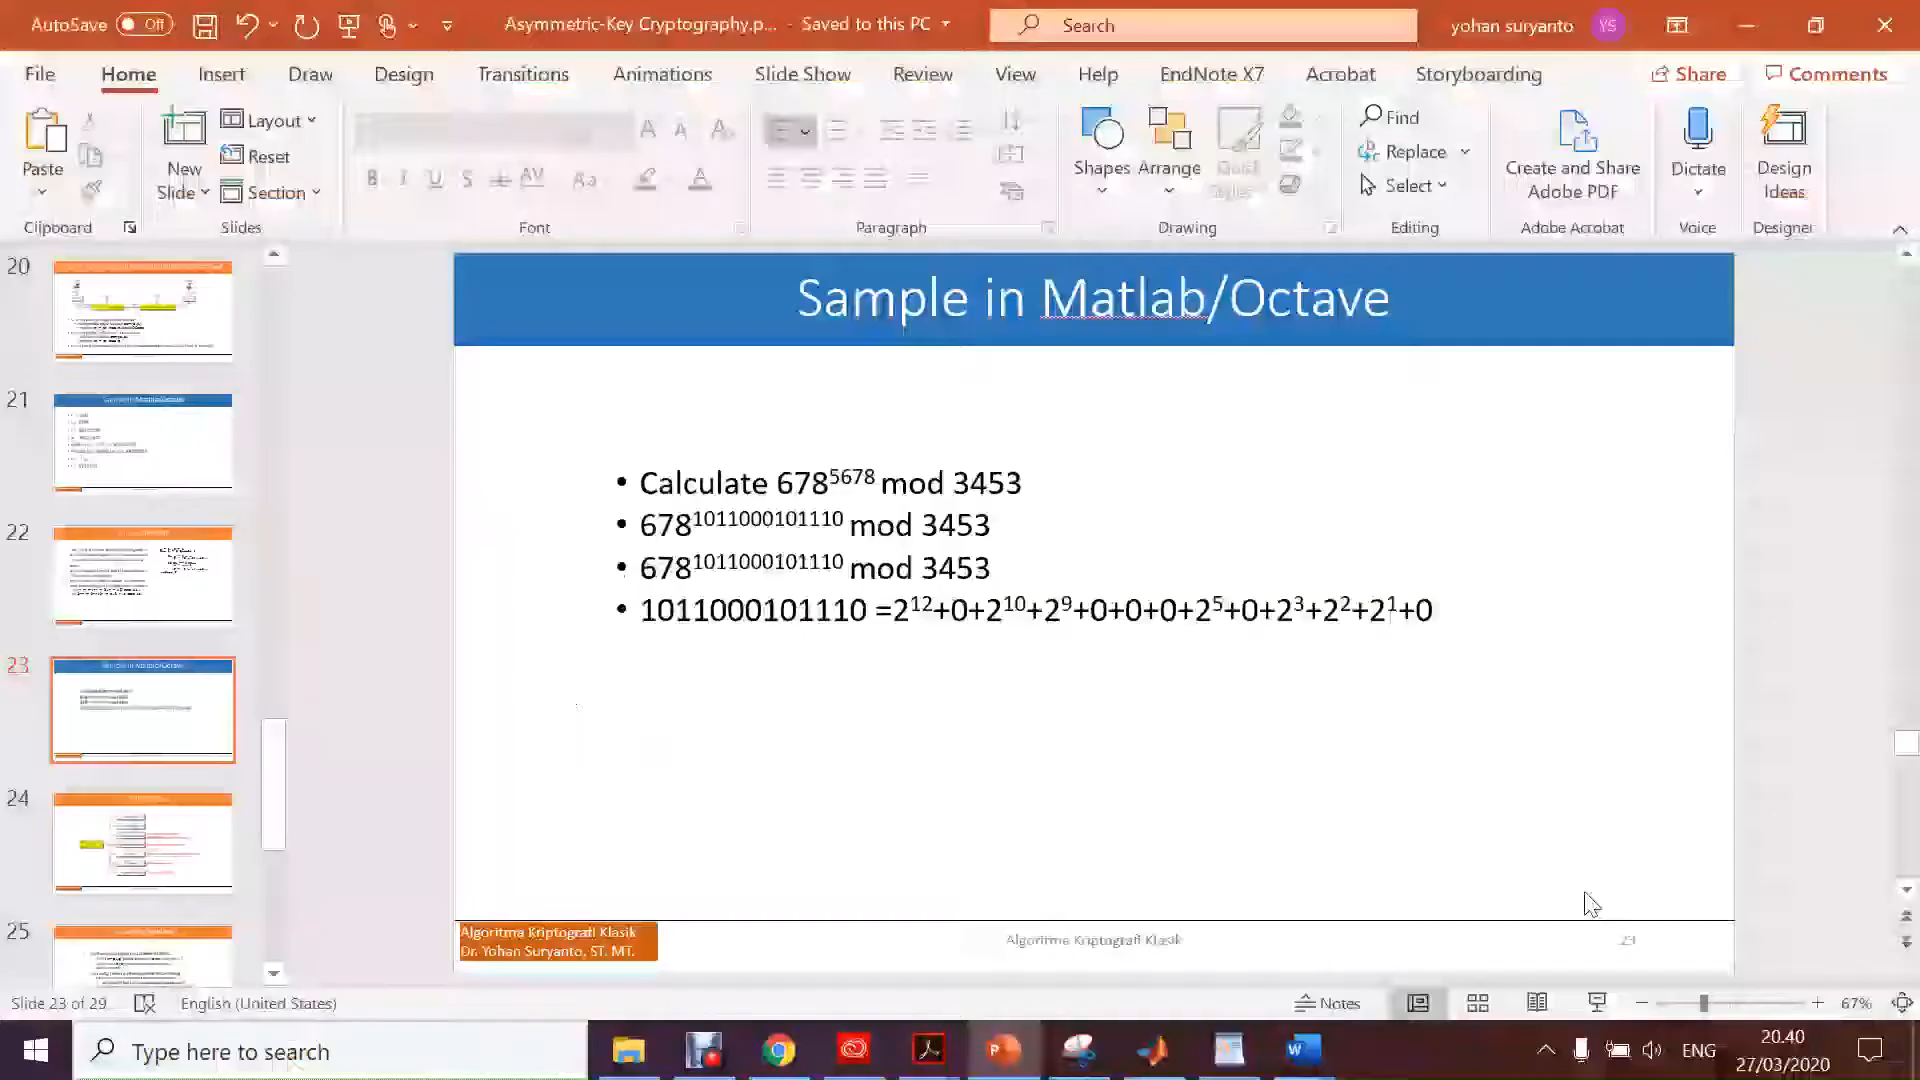 AutoSave Off Asymmetric-Key Cryptography.p... - Saved to this PC Search yohan suryanto YS
File Home Insert Draw Design Transitions Animations Slide Show Review View Help EndNote X7 Acrobat Storyboarding Share Comments
Paste
New Slide
Layout
Reset
Section
B I U S ab AV Aa A
Shapes Arrange Quick Styles
Find
Replace
Select
Create and Share Adobe PDF
Dictate
Design Ideas
Clipboard Slides Font Paragraph Drawing Editing Adobe Acrobat Voice Designer
20
21
22
23
24
25
Sample in Matlab/Octave
• Calculate 678^5678 mod 3453
• 678^1011000101110 mod 3453
• 678^1011000101110 mod 3453
• 1011000101110 =2^12+0+2^10+2^9+0+0+0+2^5+0+2^3+2^2+2^1+0
Algoritma Kriptografi Klasik
Dr. Yohan Suryanto, ST. MT.
Algoritma Kriptografi Klasik
23
Slide 23 of 29 English (United States) Notes 67%
Type here to search ENG 20.40
27/03/2020